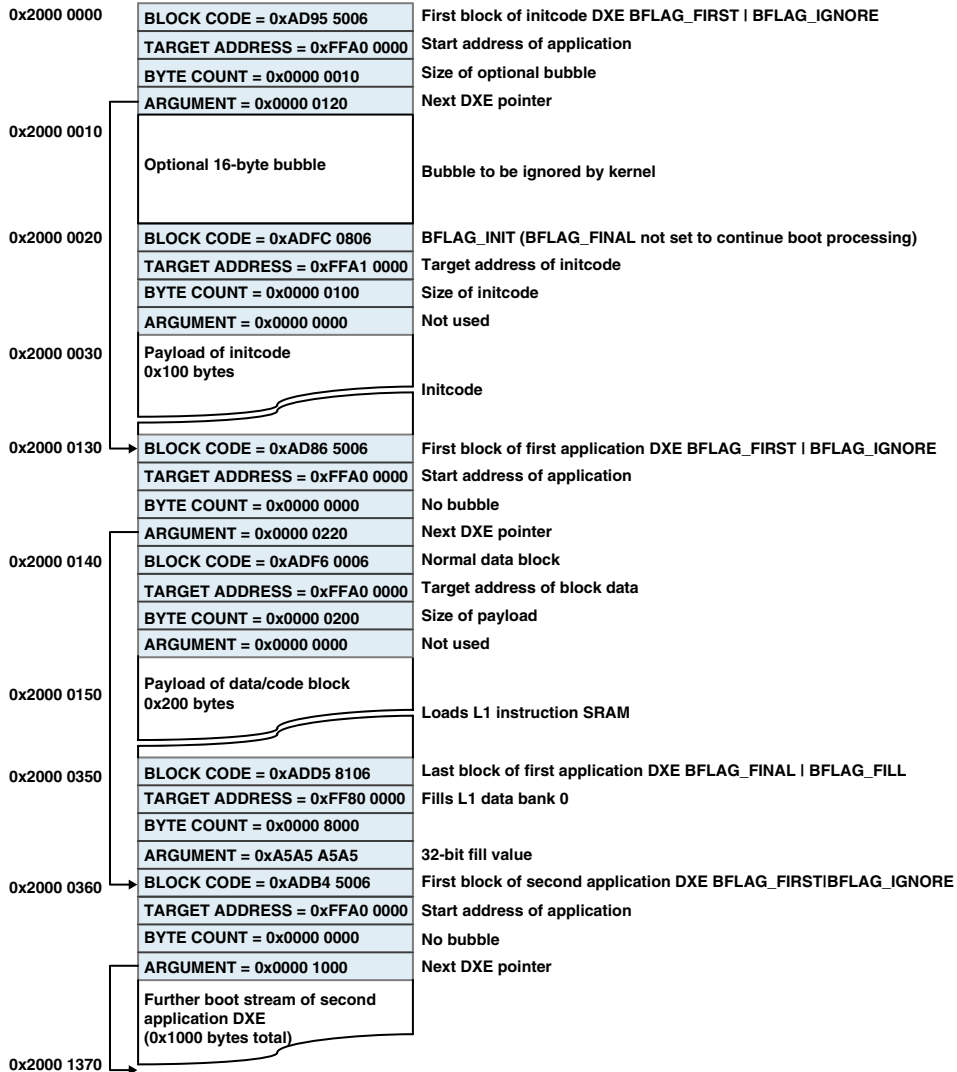 0x2000 0000
BLOCK CODE = 0xAD95 5006
First block of initcode DXE BFLAG_FIRST | BFLAG_IGNORE
TARGET ADDRESS = 0xFFA0 0000
Start address of application
BYTE COUNT = 0x0000 0010
Size of optional bubble
ARGUMENT = 0x0000 0120
Next DXE pointer
0x2000 0010
Optional 16-byte bubble
Bubble to be ignored by kernel
0x2000 0020
BLOCK CODE = 0xADFC 0806
BFLAG_INIT (BFLAG_FINAL not set to continue boot processing)
TARGET ADDRESS = 0xFFA1 0000
Target address of initcode
BYTE COUNT = 0x0000 0100
Size of initcode
ARGUMENT = 0x0000 0000
Not used
0x2000 0030
Payload of initcode
0x100 bytes
Initcode
0x2000 0130
BLOCK CODE = 0xAD86 5006
First block of first application DXE BFLAG_FIRST | BFLAG_IGNORE
TARGET ADDRESS = 0xFFA0 0000
Start address of application
BYTE COUNT = 0x0000 0000
No bubble
ARGUMENT = 0x0000 0220
Next DXE pointer
0x2000 0140
BLOCK CODE = 0xADF6 0006
Normal data block
TARGET ADDRESS = 0xFFA0 0000
Target address of block data
BYTE COUNT = 0x0000 0200
Size of payload
ARGUMENT = 0x0000 0000
Not used
0x2000 0150
Payload of data/code block
0x200 bytes
Loads L1 instruction SRAM
0x2000 0350
BLOCK CODE = 0xADD5 8106
Last block of first application DXE BFLAG_FINAL | BFLAG_FILL
TARGET ADDRESS = 0xFF80 0000
Fills L1 data bank 0
BYTE COUNT = 0x0000 8000
ARGUMENT = 0xA5A5 A5A5
32-bit fill value
0x2000 0360
BLOCK CODE = 0xADB4 5006
First block of second application DXE BFLAG_FIRST|BFLAG_IGNORE
TARGET ADDRESS = 0xFFA0 0000
Start address of application
BYTE COUNT = 0x0000 0000
No bubble
ARGUMENT = 0x0000 1000
Next DXE pointer
Further boot stream of second
application DXE
(0x1000 bytes total)
0x2000 1370